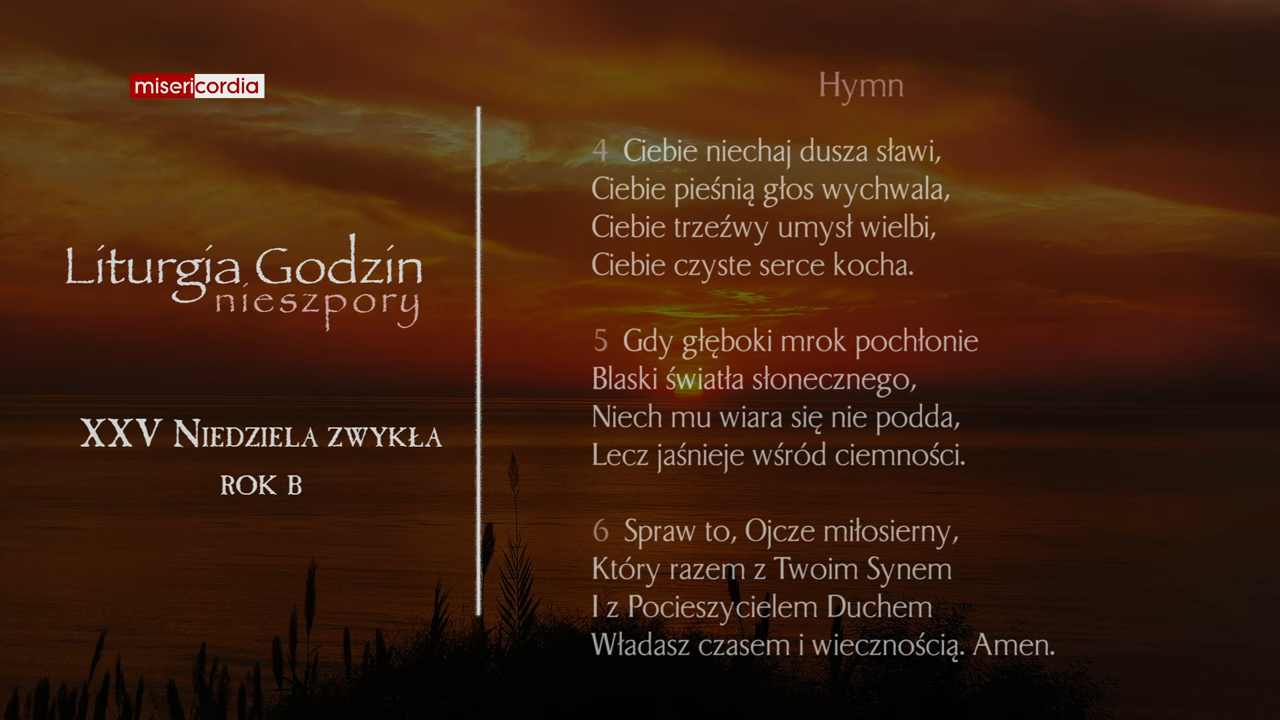 misericordia
Liturgia Godzin
nieszpory
XXV Niedziela zwykła
rok B
Hymn
4 Ciebie niechaj dusza sławi,
Ciebie pieśnią głos wychwala,
Ciebie trzeźwy umysł wielbi,
Ciebie czyste serce kocha.
5 Gdy głęboki mrok pochłonie
Blaski światła słonecznego,
Niech mu wiara się nie podda,
Lecz jaśnieje wśród ciemności.
6 Spraw to, Ojcze miłosierny,
Który razem z Twoim Synem
I z Pocieszycielem Duchem
Władasz czasem i wiecznością. Amen.